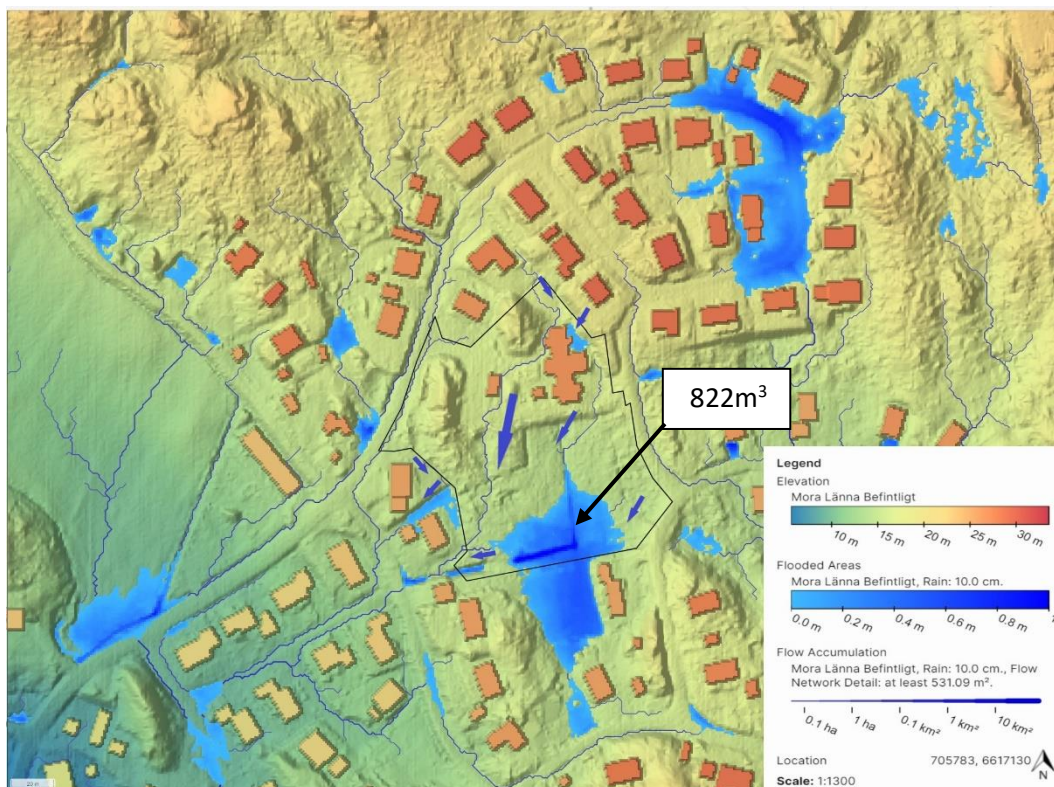 822m³
Legend
Elevation
Mora Länna Befintligt
10 m 15 m 20 m 25 m 30 m
Flooded Areas
Mora Länna Befintligt, Rain: 10.0 cm.
0.0 m 0.2 m 0.4 m 0.6 m 0.8 m
Flow Accumulation
Mora Länna Befintligt, Rain: 10.0 cm., Flow
Network Detail: at least 531.09 m².
0.1 ha 1 ha 0.1 km² 1 km² 10 km²
Location 705783, 6617130
N
Scale: 1:1300
20 m